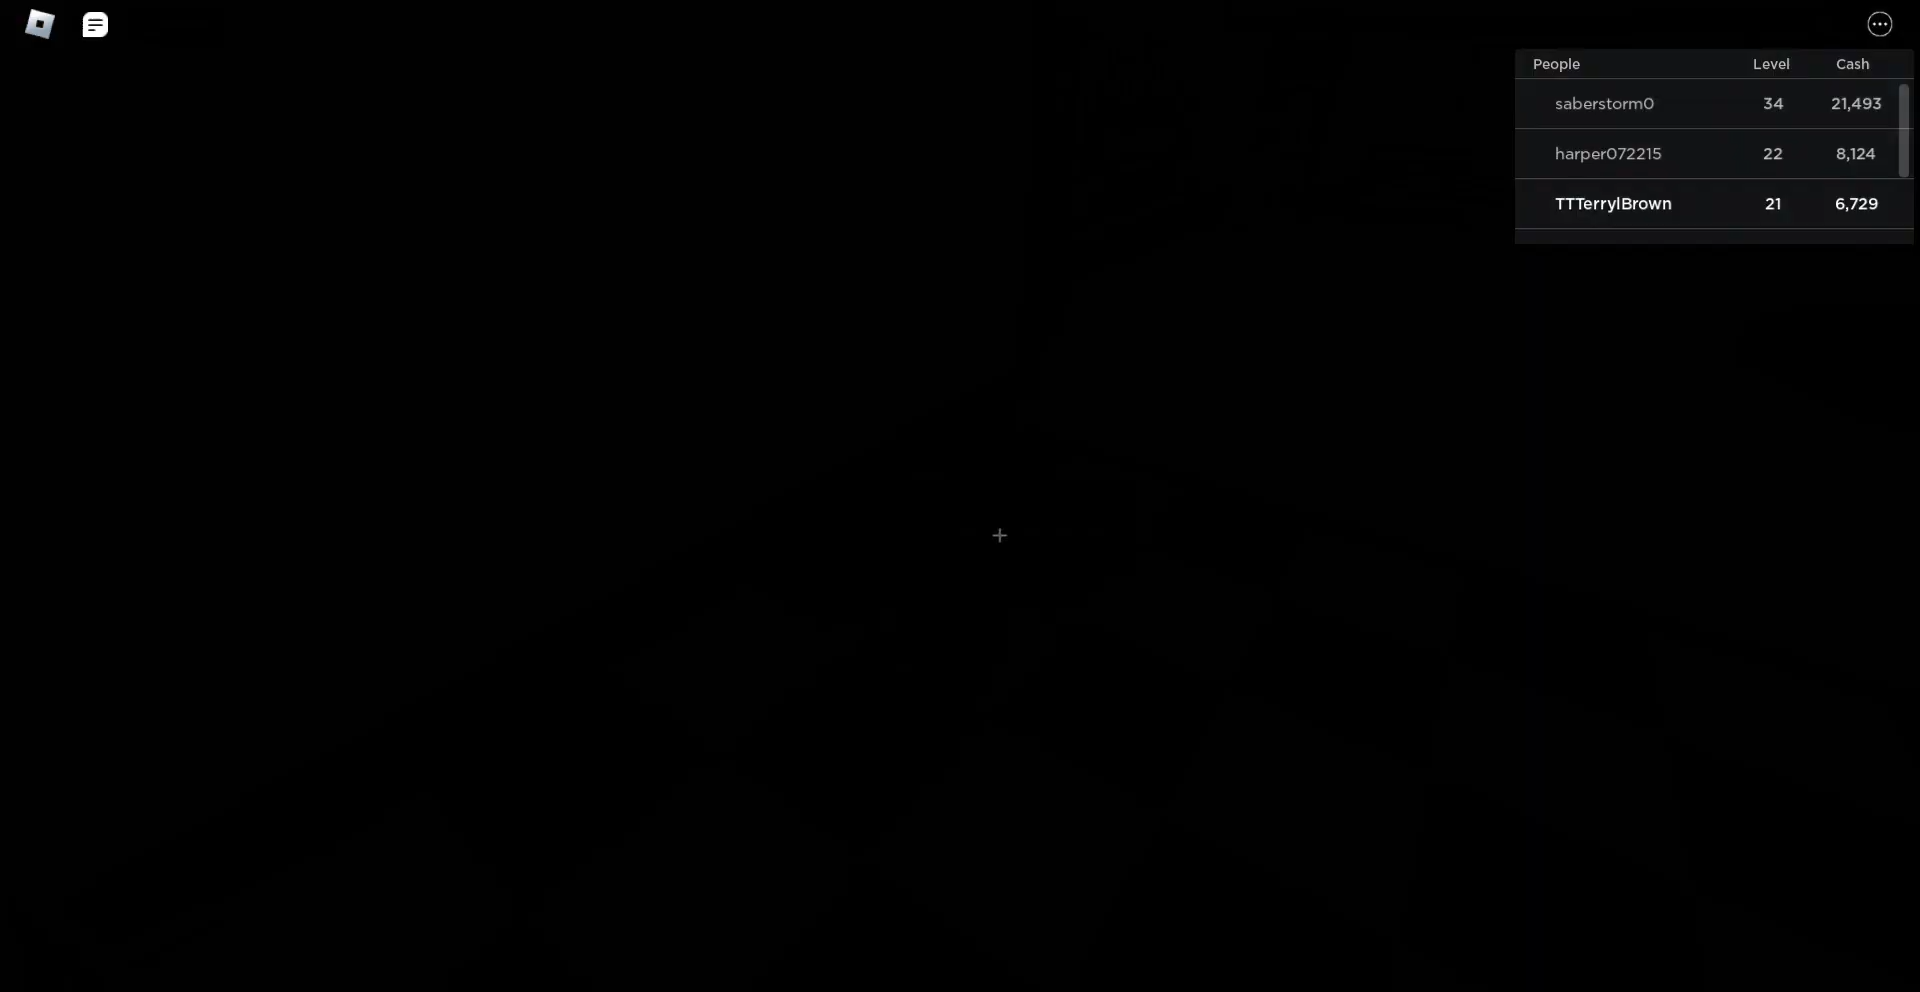 People Level Cash
saberstorm0 34 21,493
harper072215 22 8,124
TTTerrylBrown 21 6,729